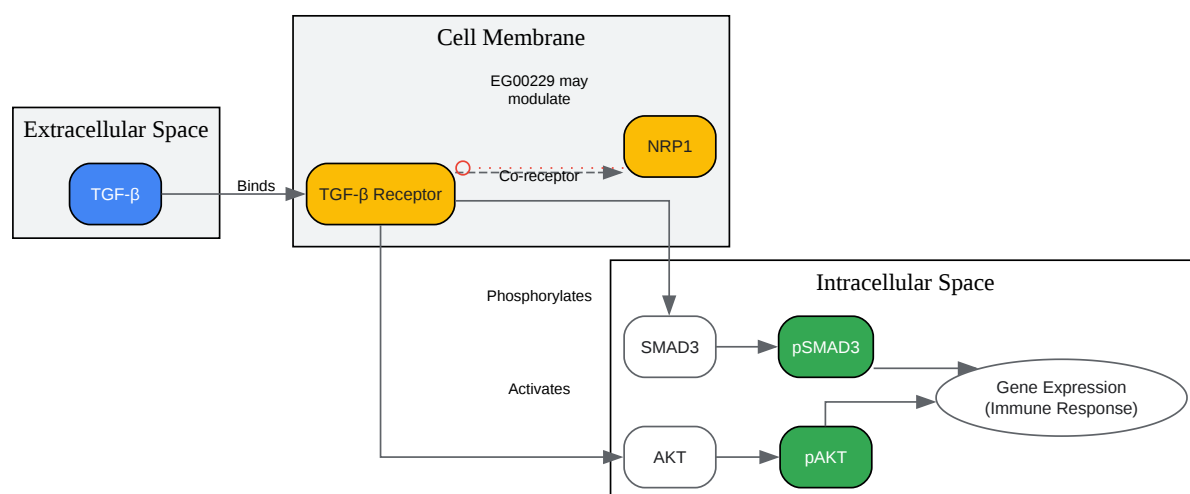 Cell Membrane
EG00229 may
modulate
Extracellular Space
NRP1
TGF-β
Binds
TGF-β Receptor
Co-receptor
Intracellular Space
Phosphorylates
SMAD3
pSMAD3
Activates
Gene Expression
(Immune Response)
AKT
pAKT